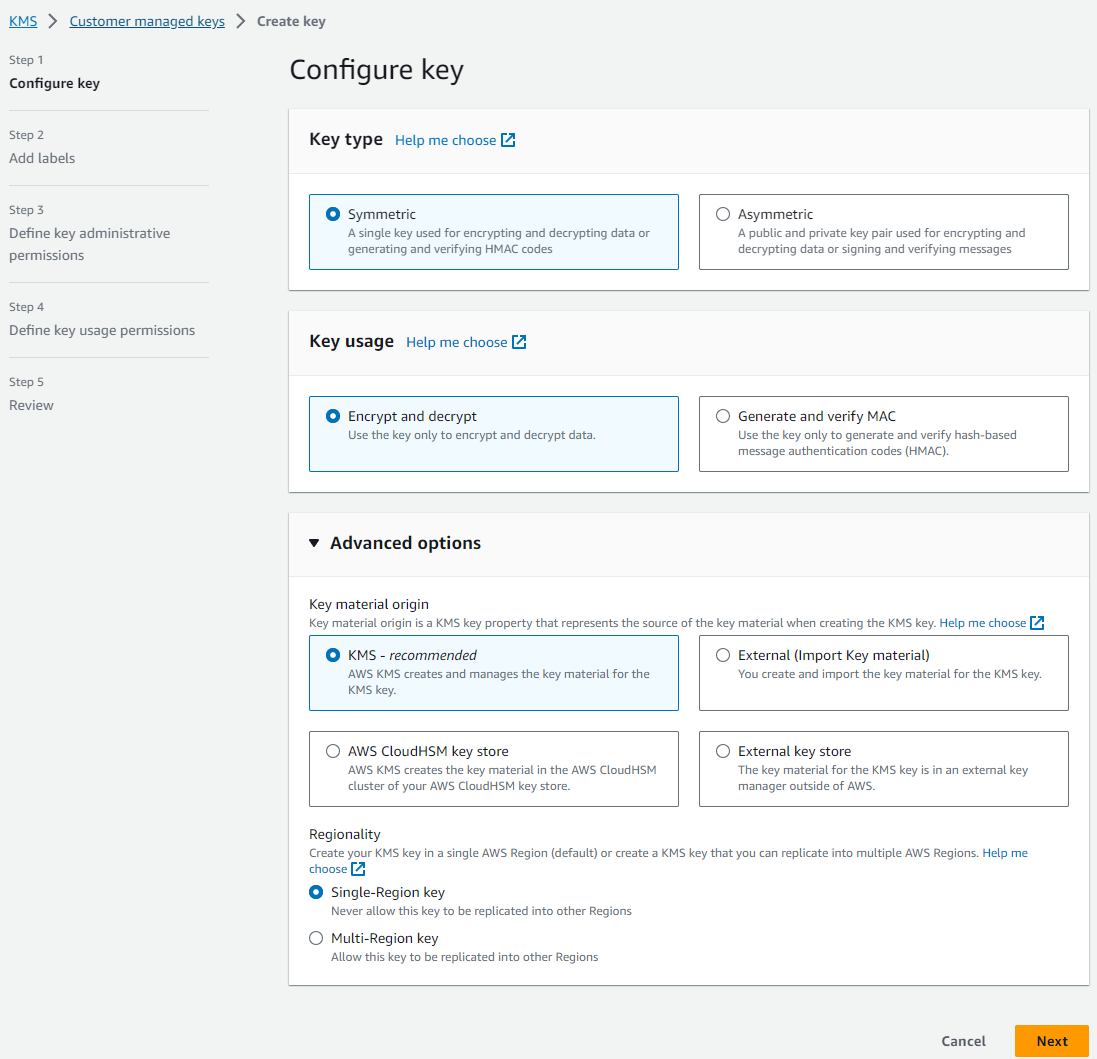 KMS > Customer managed keys > Create key
Step 1
Configure key
Step 2
Add labels
Step 3
Define key administrative
permissions
Step 4
Define key usage permissions
Step 5
Review
Configure key
Key type Help me choose
Symmetric
A single key used for encrypting and decrypting data or
generating and verifying HMAC codes
Asymmetric
A public and private key pair used for encrypting and
decrypting data or signing and verifying messages
Key usage Help me choose
Encrypt and decrypt
Use the key only to encrypt and decrypt data.
Generate and verify MAC
Use the key only to generate and verify hash-based
message authentication codes (HMAC).
Advanced options
Key material origin
Key material origin is a KMS key property that represents the source of the key material when creating the KMS key. Help me choose
KMS - recommended
AWS KMS creates and manages the key material for the
KMS key.
External (Import Key material)
You create and import the key material for the KMS key.
AWS CloudHSM key store
AWS KMS creates the key material in the AWS CloudHSM
cluster of your AWS CloudHSM key store.
External key store
The key material for the KMS key is in an external key
manager outside of AWS.
Regionality
Create your KMS key in a single AWS Region (default) or create a KMS key that you can replicate into multiple AWS Regions. Help me
choose
Single-Region key
Never allow this key to be replicated into other Regions
Multi-Region key
Allow this key to be replicated into other Regions
Cancel Next